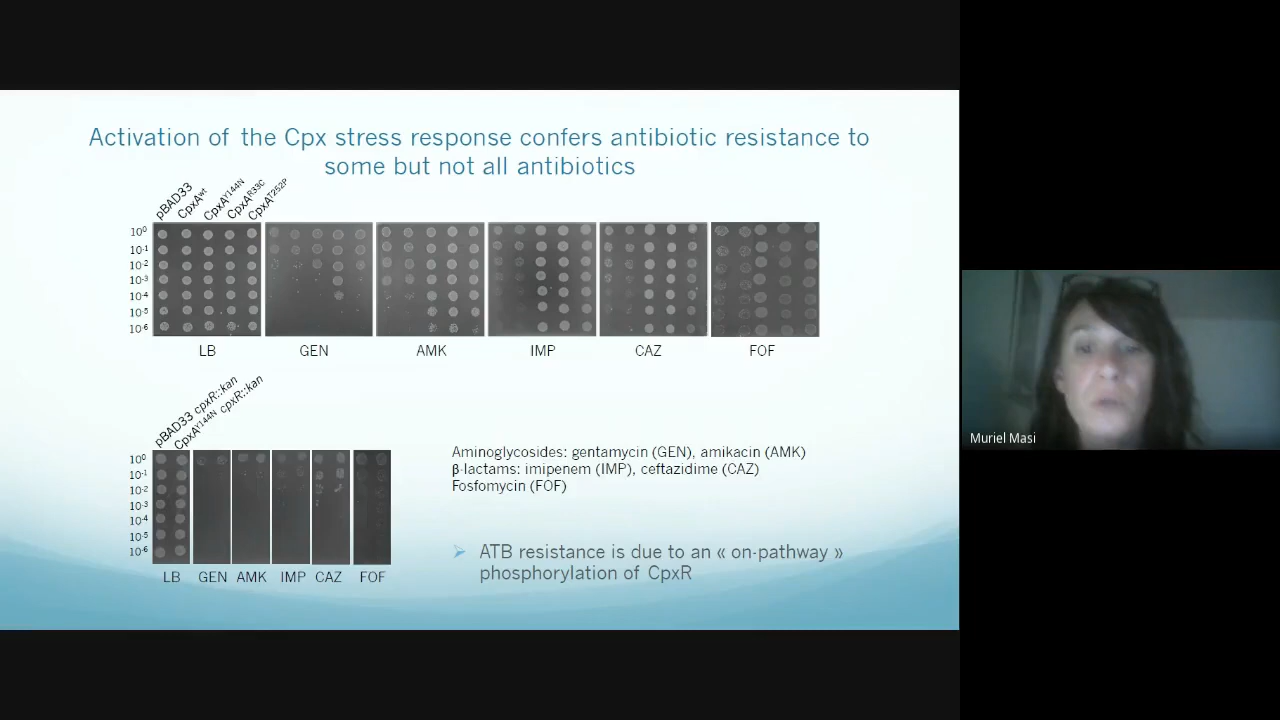 Activation of the Cpx stress response confers antibiotic resistance to
some but not all antibiotics
pBAD33 CpxAwt CpxAY144N CpxAR33C CpxAT252P
10⁰
10⁻¹
10⁻²
10⁻³
10⁻⁴
10⁻⁵
10⁻⁶
LB GEN AMK IMP CAZ FOF
pBAD33 cpxR::kan
CpxAY144N cpxR::kan
10⁰
10⁻¹
10⁻²
10⁻³
10⁻⁴
10⁻⁵
10⁻⁶
LB GEN AMK IMP CAZ FOF
Aminoglycosides: gentamycin (GEN), amikacin (AMK)
β-lactams: imipenem (IMP), ceftazidime (CAZ)
Fosfomycin (FOF)
ATB resistance is due to an « on-pathway »
phosphorylation of CpxR
Muriel Masi